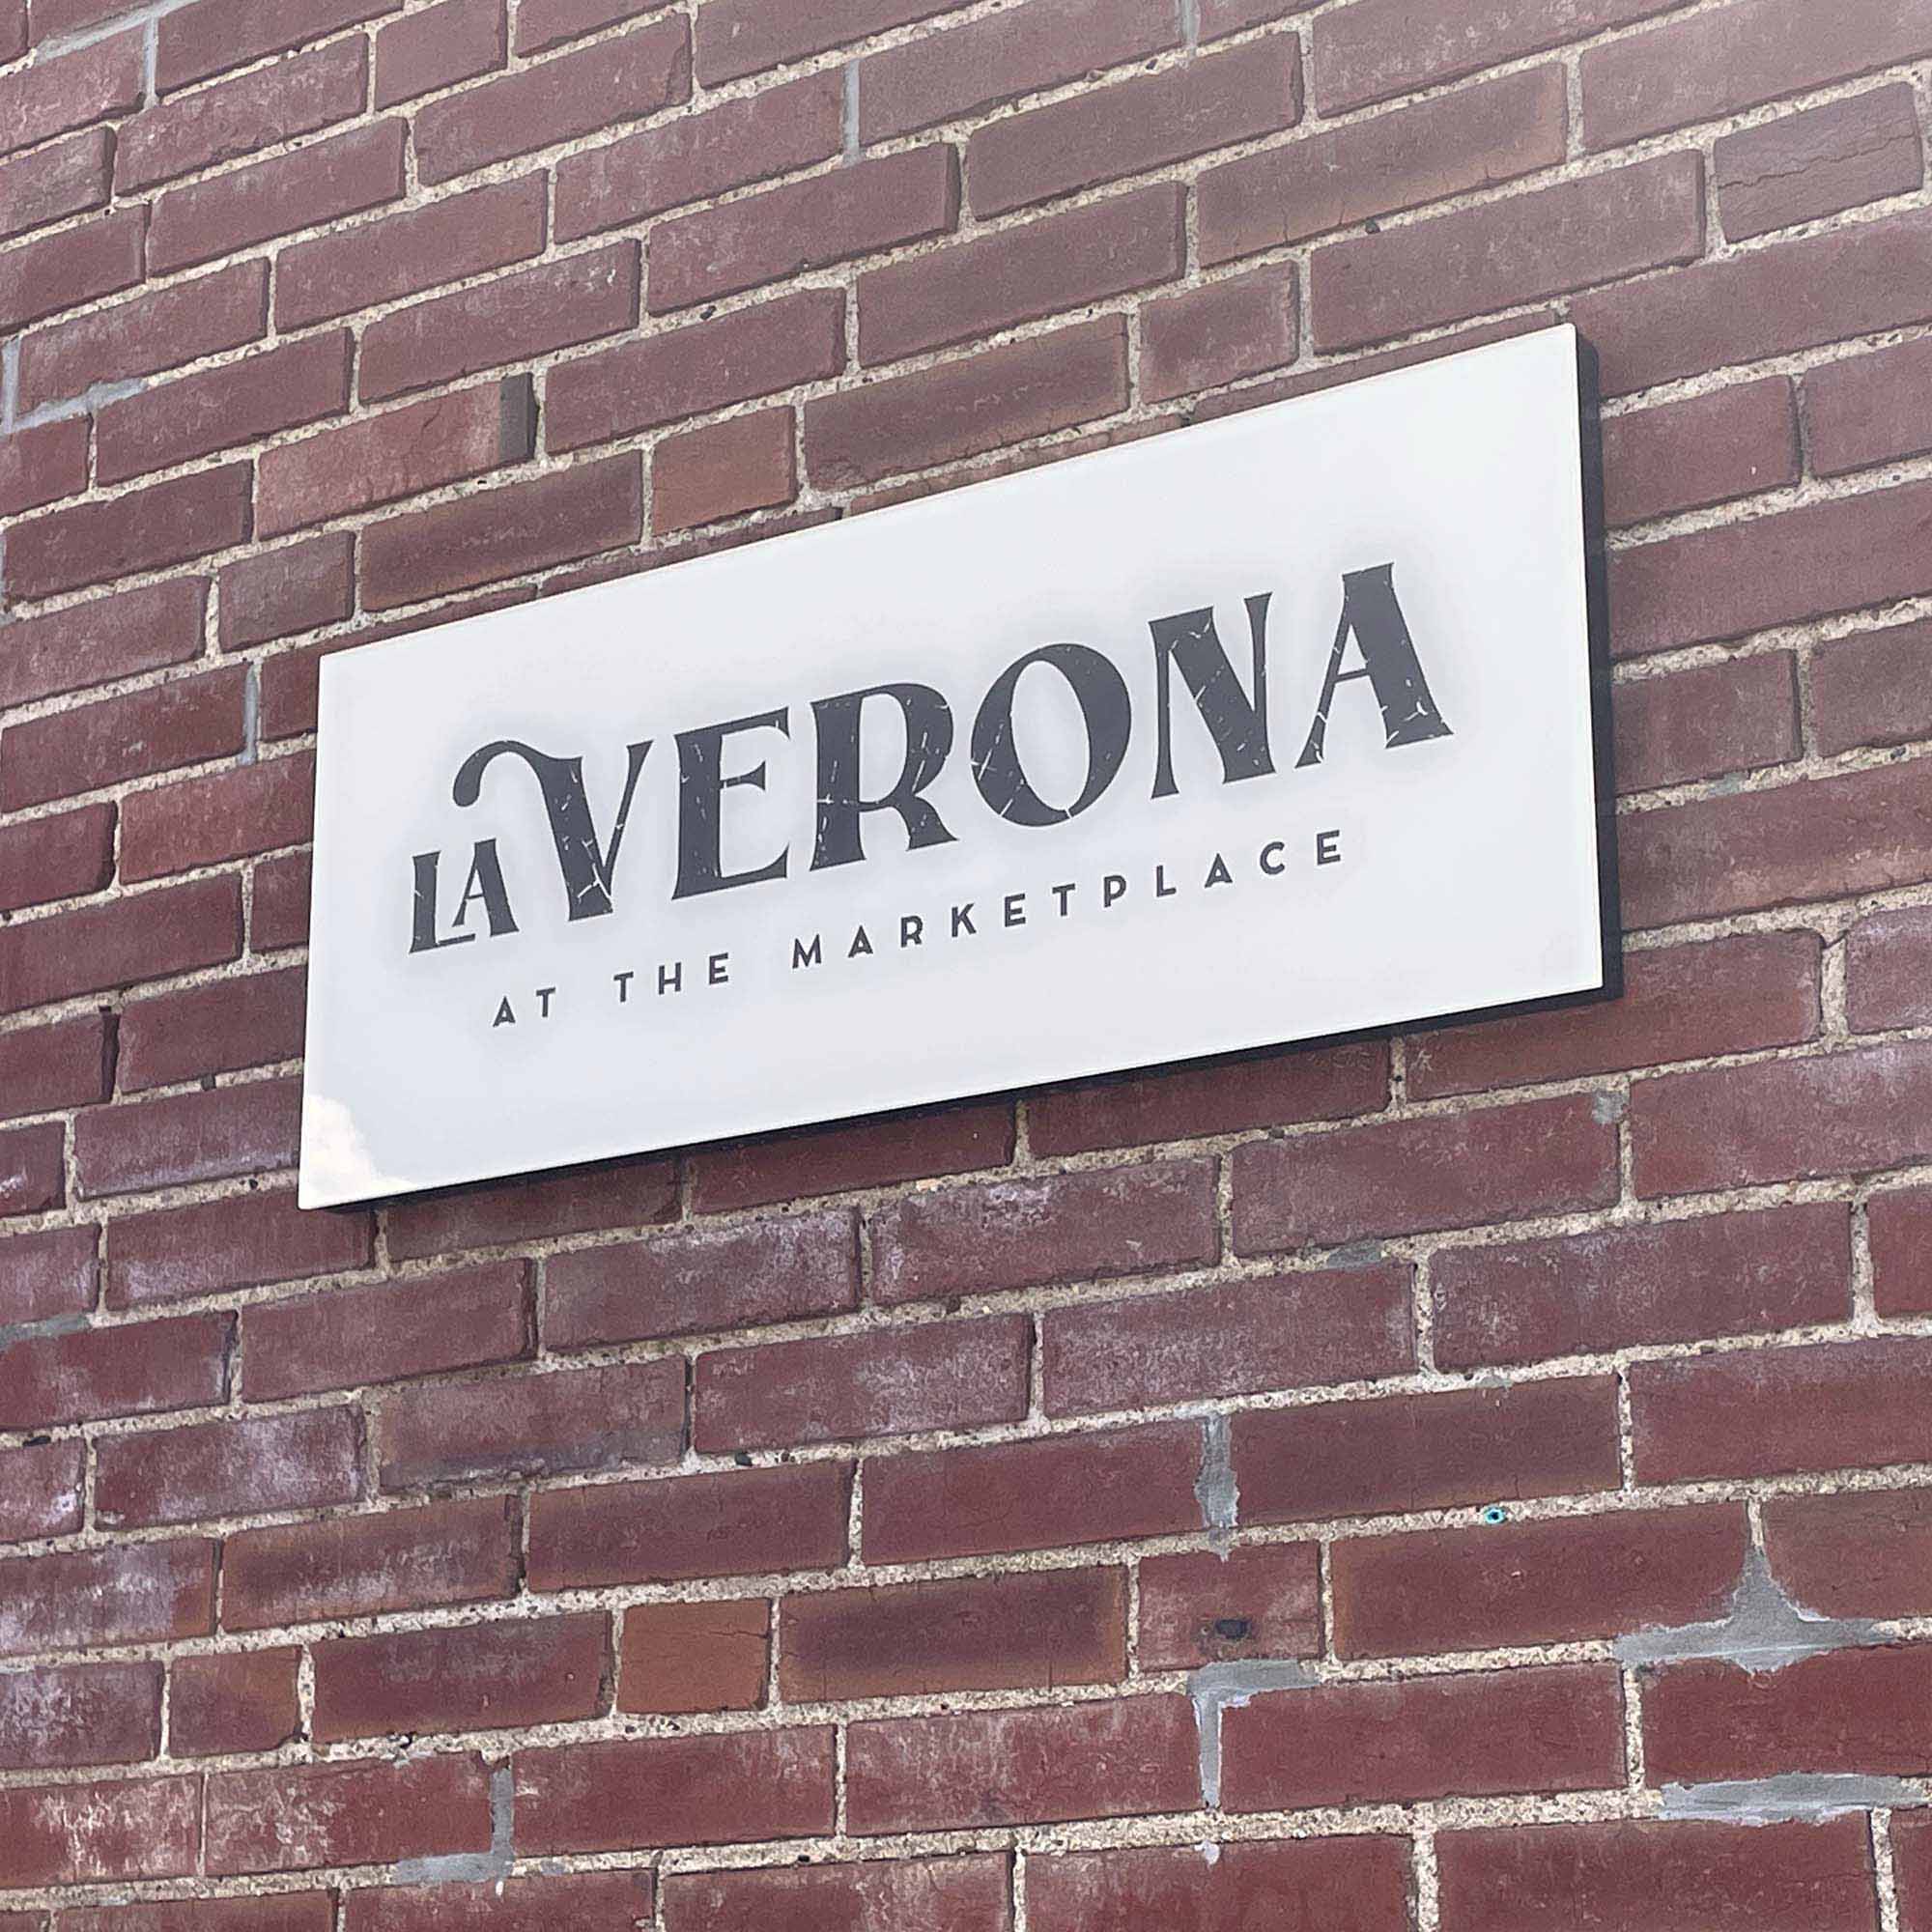 LA VERONA
AT THE MARKETPLACE